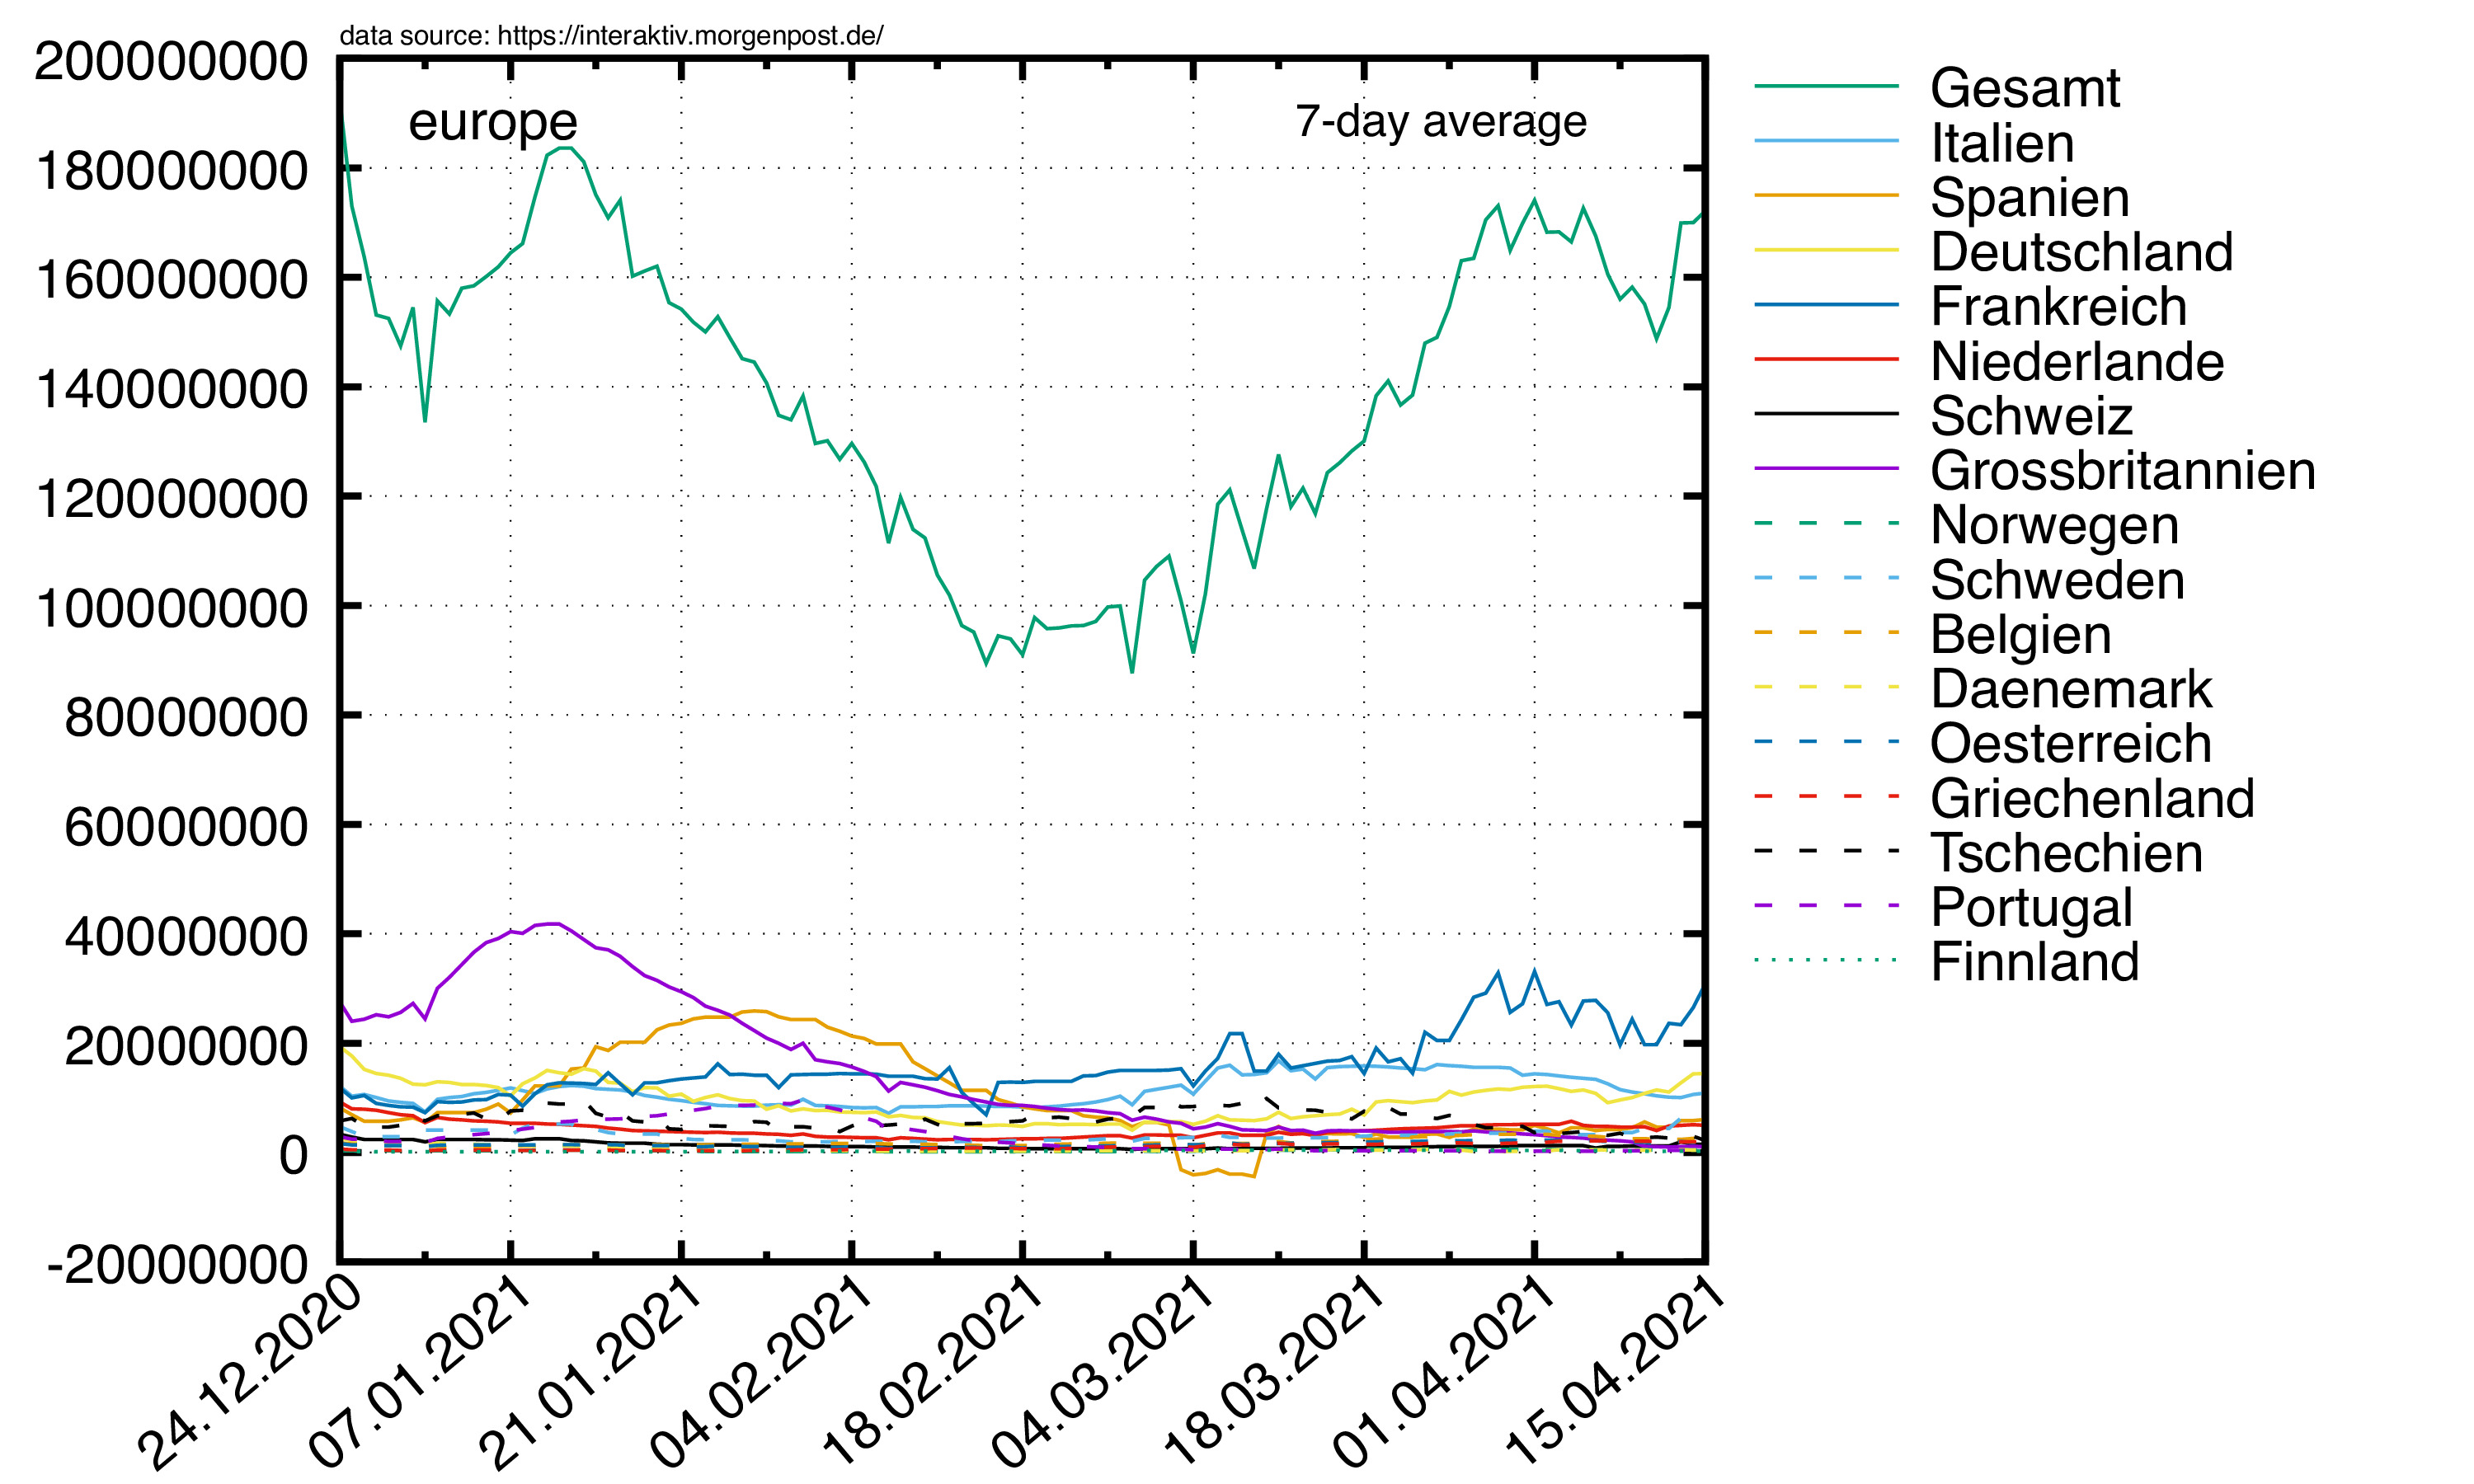 data source: https://interaktiv.morgenpost.de/
europe
7-day average
200000000
180000000
160000000
140000000
120000000
100000000
80000000
60000000
40000000
20000000
0
-20000000
24.12.2020
07.01.2021
21.01.2021
04.02.2021
18.02.2021
04.03.2021
18.03.2021
01.04.2021
15.04.2021
Gesamt
Italien
Spanien
Deutschland
Frankreich
Niederlande
Schweiz
Grossbritannien
Norwegen
Schweden
Belgien
Daenemark
Oesterreich
Griechenland
Tschechien
Portugal
Finnland